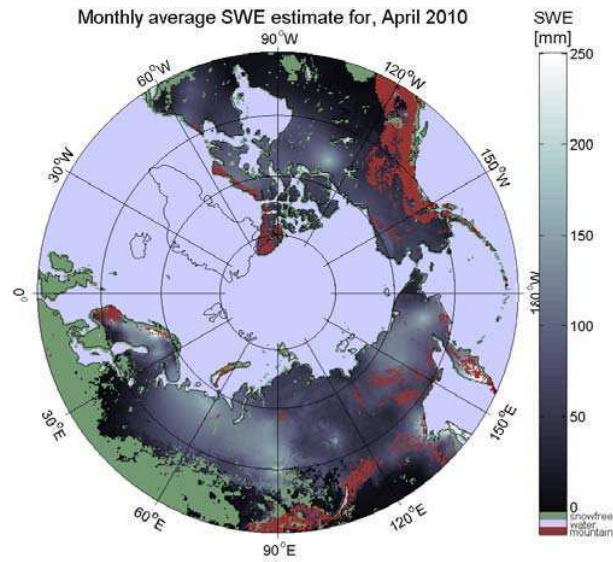 Monthly average SWE estimate for, April 2010
SWE
[mm]
90°W
60°W
120°W
30°W
150°W
0°
180°W
30°E
150°E
60°E
120°E
90°E
250
200
150
100
50
0
snowfree
water
mountain